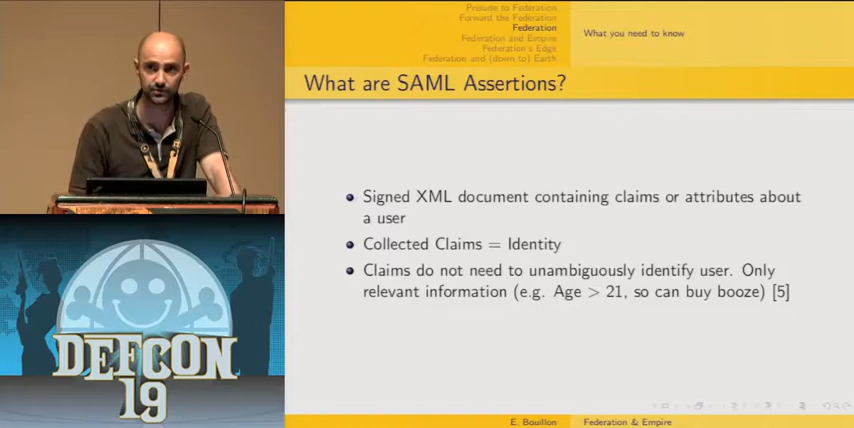 Prelude to Federation
Forward the Federation
Federation
Federation and Empire
Federation's Edge
Federation and (down to) Earth
What you need to know
What are SAML Assertions?
Signed XML document containing claims or attributes about
a user
Collected Claims = Identity
Claims do not need to unambiguously identify user. Only
relevant information (e.g. Age > 21, so can buy booze) [5]
E. Bouillon
Federation & Empire
DEFCON
19